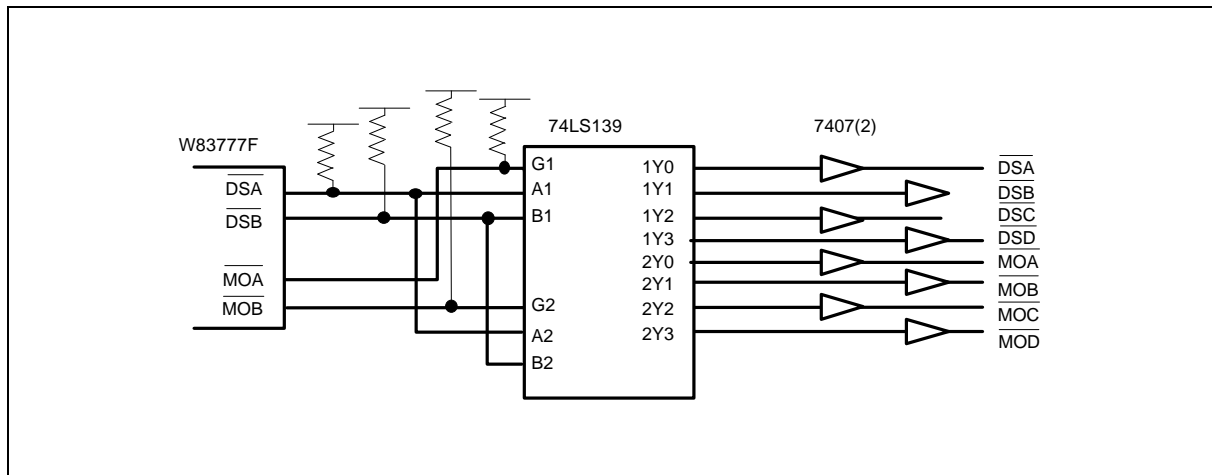 74LS139
7407(2)
W83777F
DSA
DSB
MOA
MOB
G1
A1
B1
G2
A2
B2
1Y0
1Y1
1Y2
1Y3
2Y0
2Y1
2Y2
2Y3
DSA
DSB
DSC
DSD
MOA
MOB
MOC
MOD